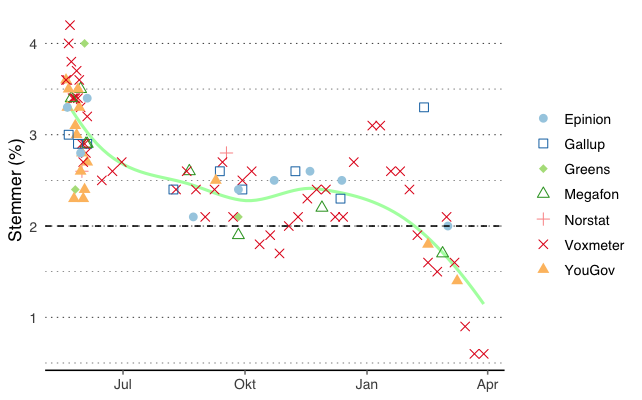 Stemmer (%)
4
3
2
1
Jul
Okt
Jan
Apr
Epinion
Gallup
Greens
Megafon
Norstat
Voxmeter
YouGov